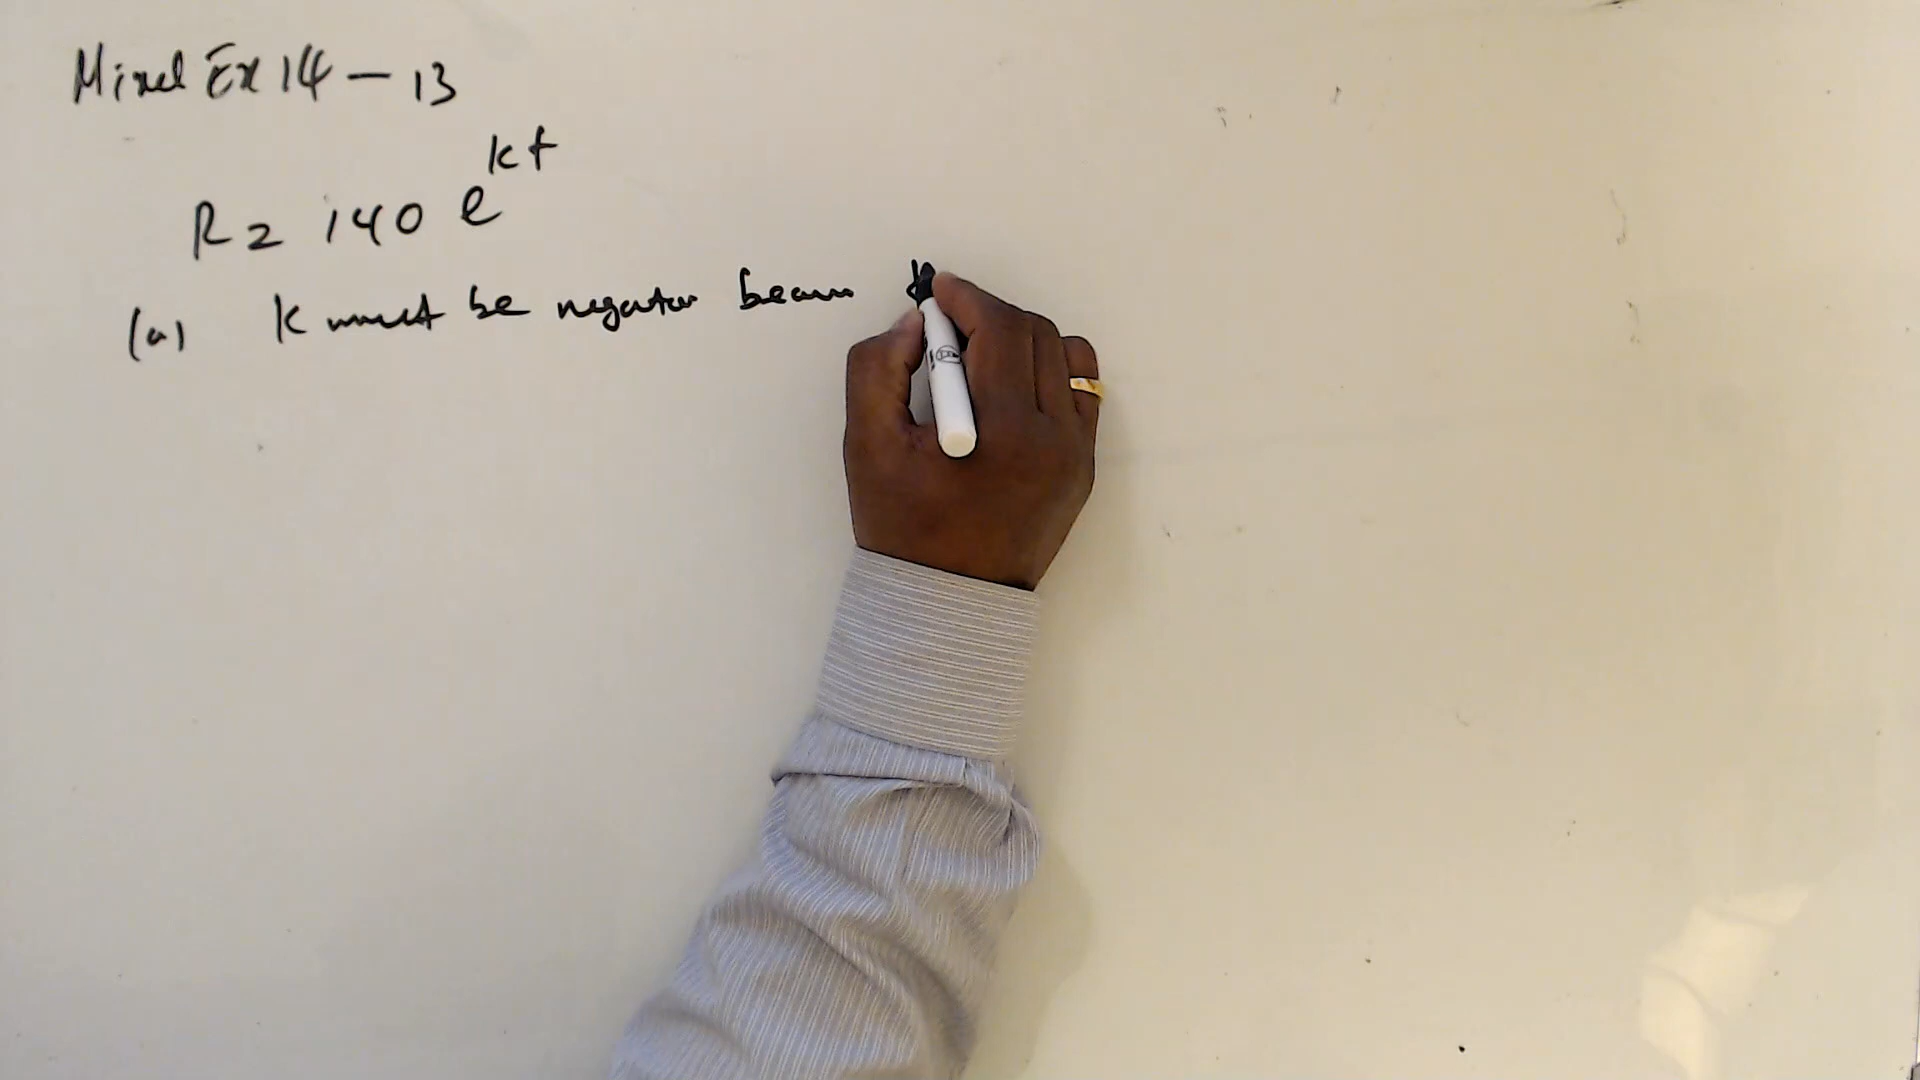 Mixed Ex 14 - 13
R = 140 e^kt
(a) k must be negative because